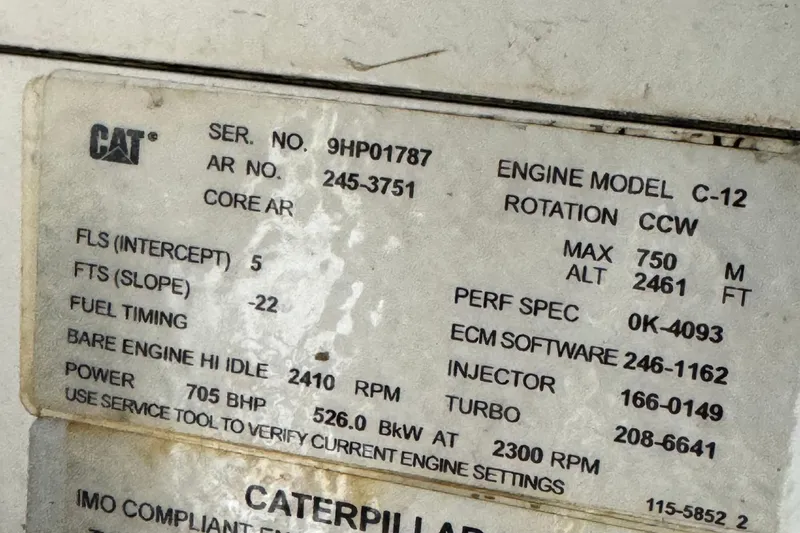 CAT®
SER. NO. 9HP01787
AR NO. 245-3751
CORE AR
ENGINE MODEL C-12
ROTATION CCW
MAX 750 M
ALT 2461 FT
FLS (INTERCEPT) 5
FTS (SLOPE) -22
FUEL TIMING
BARE ENGINE HI IDLE 2410 RPM
POWER 705 BHP 526.0 BkW AT 2300 RPM
PERF SPEC 0K-4093
ECM SOFTWARE 246-1162
INJECTOR 166-0149
TURBO 208-6641
USE SERVICE TOOL TO VERIFY CURRENT ENGINE SETTINGS
115-5852 2
CATERPILLAR
IMO COMPLIANT